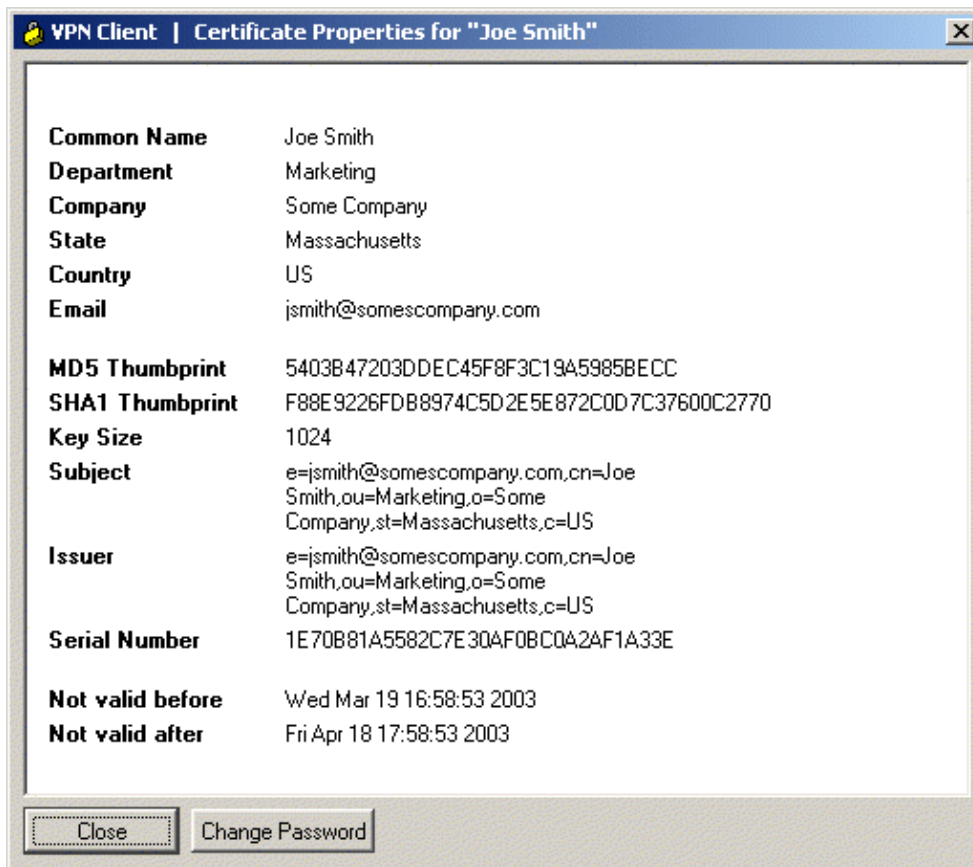 VPN Client | Certificate Properties for "Joe Smith"
Common Name Joe Smith
Department Marketing
Company Some Company
State Massachusetts
Country US
Email jsmith@somescompany.com
MD5 Thumbprint 5403B47203DDEC45F8F3C19A5985BECC
SHA1 Thumbprint F88E9226FDB8974C5D2E5E872C0D7C37600C2770
Key Size 1024
Subject e=jsmith@somescompany.com,cn=Joe
Smith,ou=Marketing,o=Some
Company,st=Massachusetts,c=US
Issuer e=jsmith@somescompany.com,cn=Joe
Smith,ou=Marketing,o=Some
Company,st=Massachusetts,c=US
Serial Number 1E70B81A5582C7E30AF0BC0A2AF1A33E
Not valid before Wed Mar 19 16:58:53 2003
Not valid after Fri Apr 18 17:58:53 2003
Close Change Password